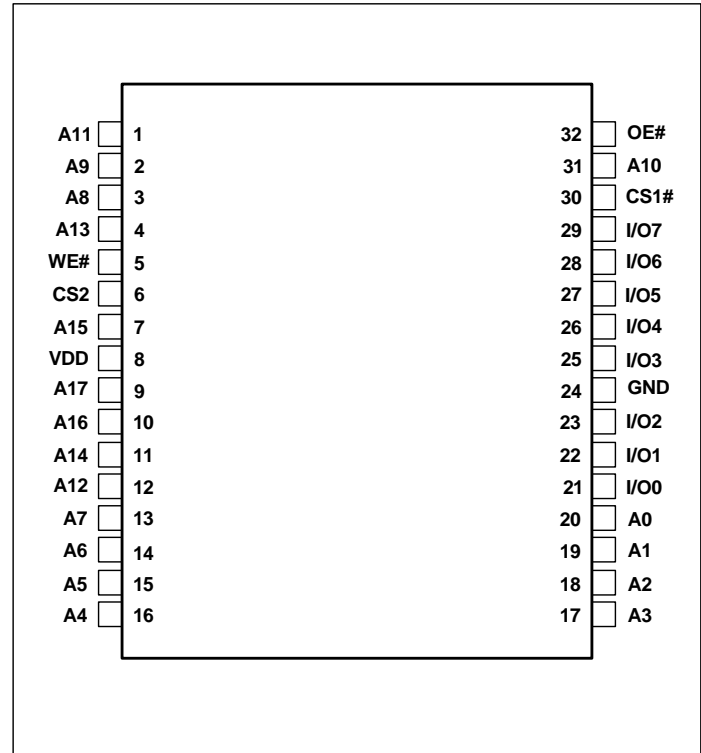 A11 1 32 OE#
A9 2 31 A10
A8 3 30 CS1#
A13 4 29 I/O7
WE# 5 28 I/O6
CS2 6 27 I/O5
A15 7 26 I/O4
VDD 8 25 I/O3
A17 9 24 GND
A16 10 23 I/O2
A14 11 22 I/O1
A12 12 21 I/O0
A7 13 20 A0
A6 14 19 A1
A5 15 18 A2
A4 16 17 A3